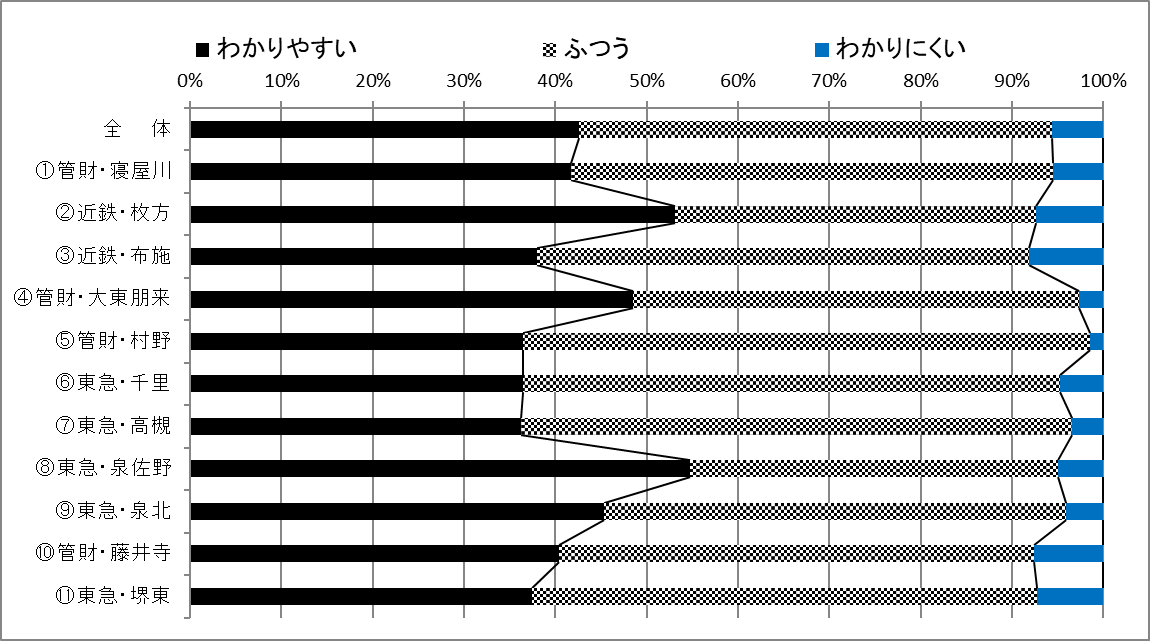 わかりやすい ふつう わかりにくい
0% 10% 20% 30% 40% 50% 60% 70% 80% 90% 100%
全 体
①管財・寝屋川
②近鉄・枚方
③近鉄・布施
④管財・大東朋来
⑤管財・村野
⑥東急・千里
⑦東急・高槻
⑧東急・泉佐野
⑨東急・泉北
⑩管財・藤井寺
⑪東急・堺東